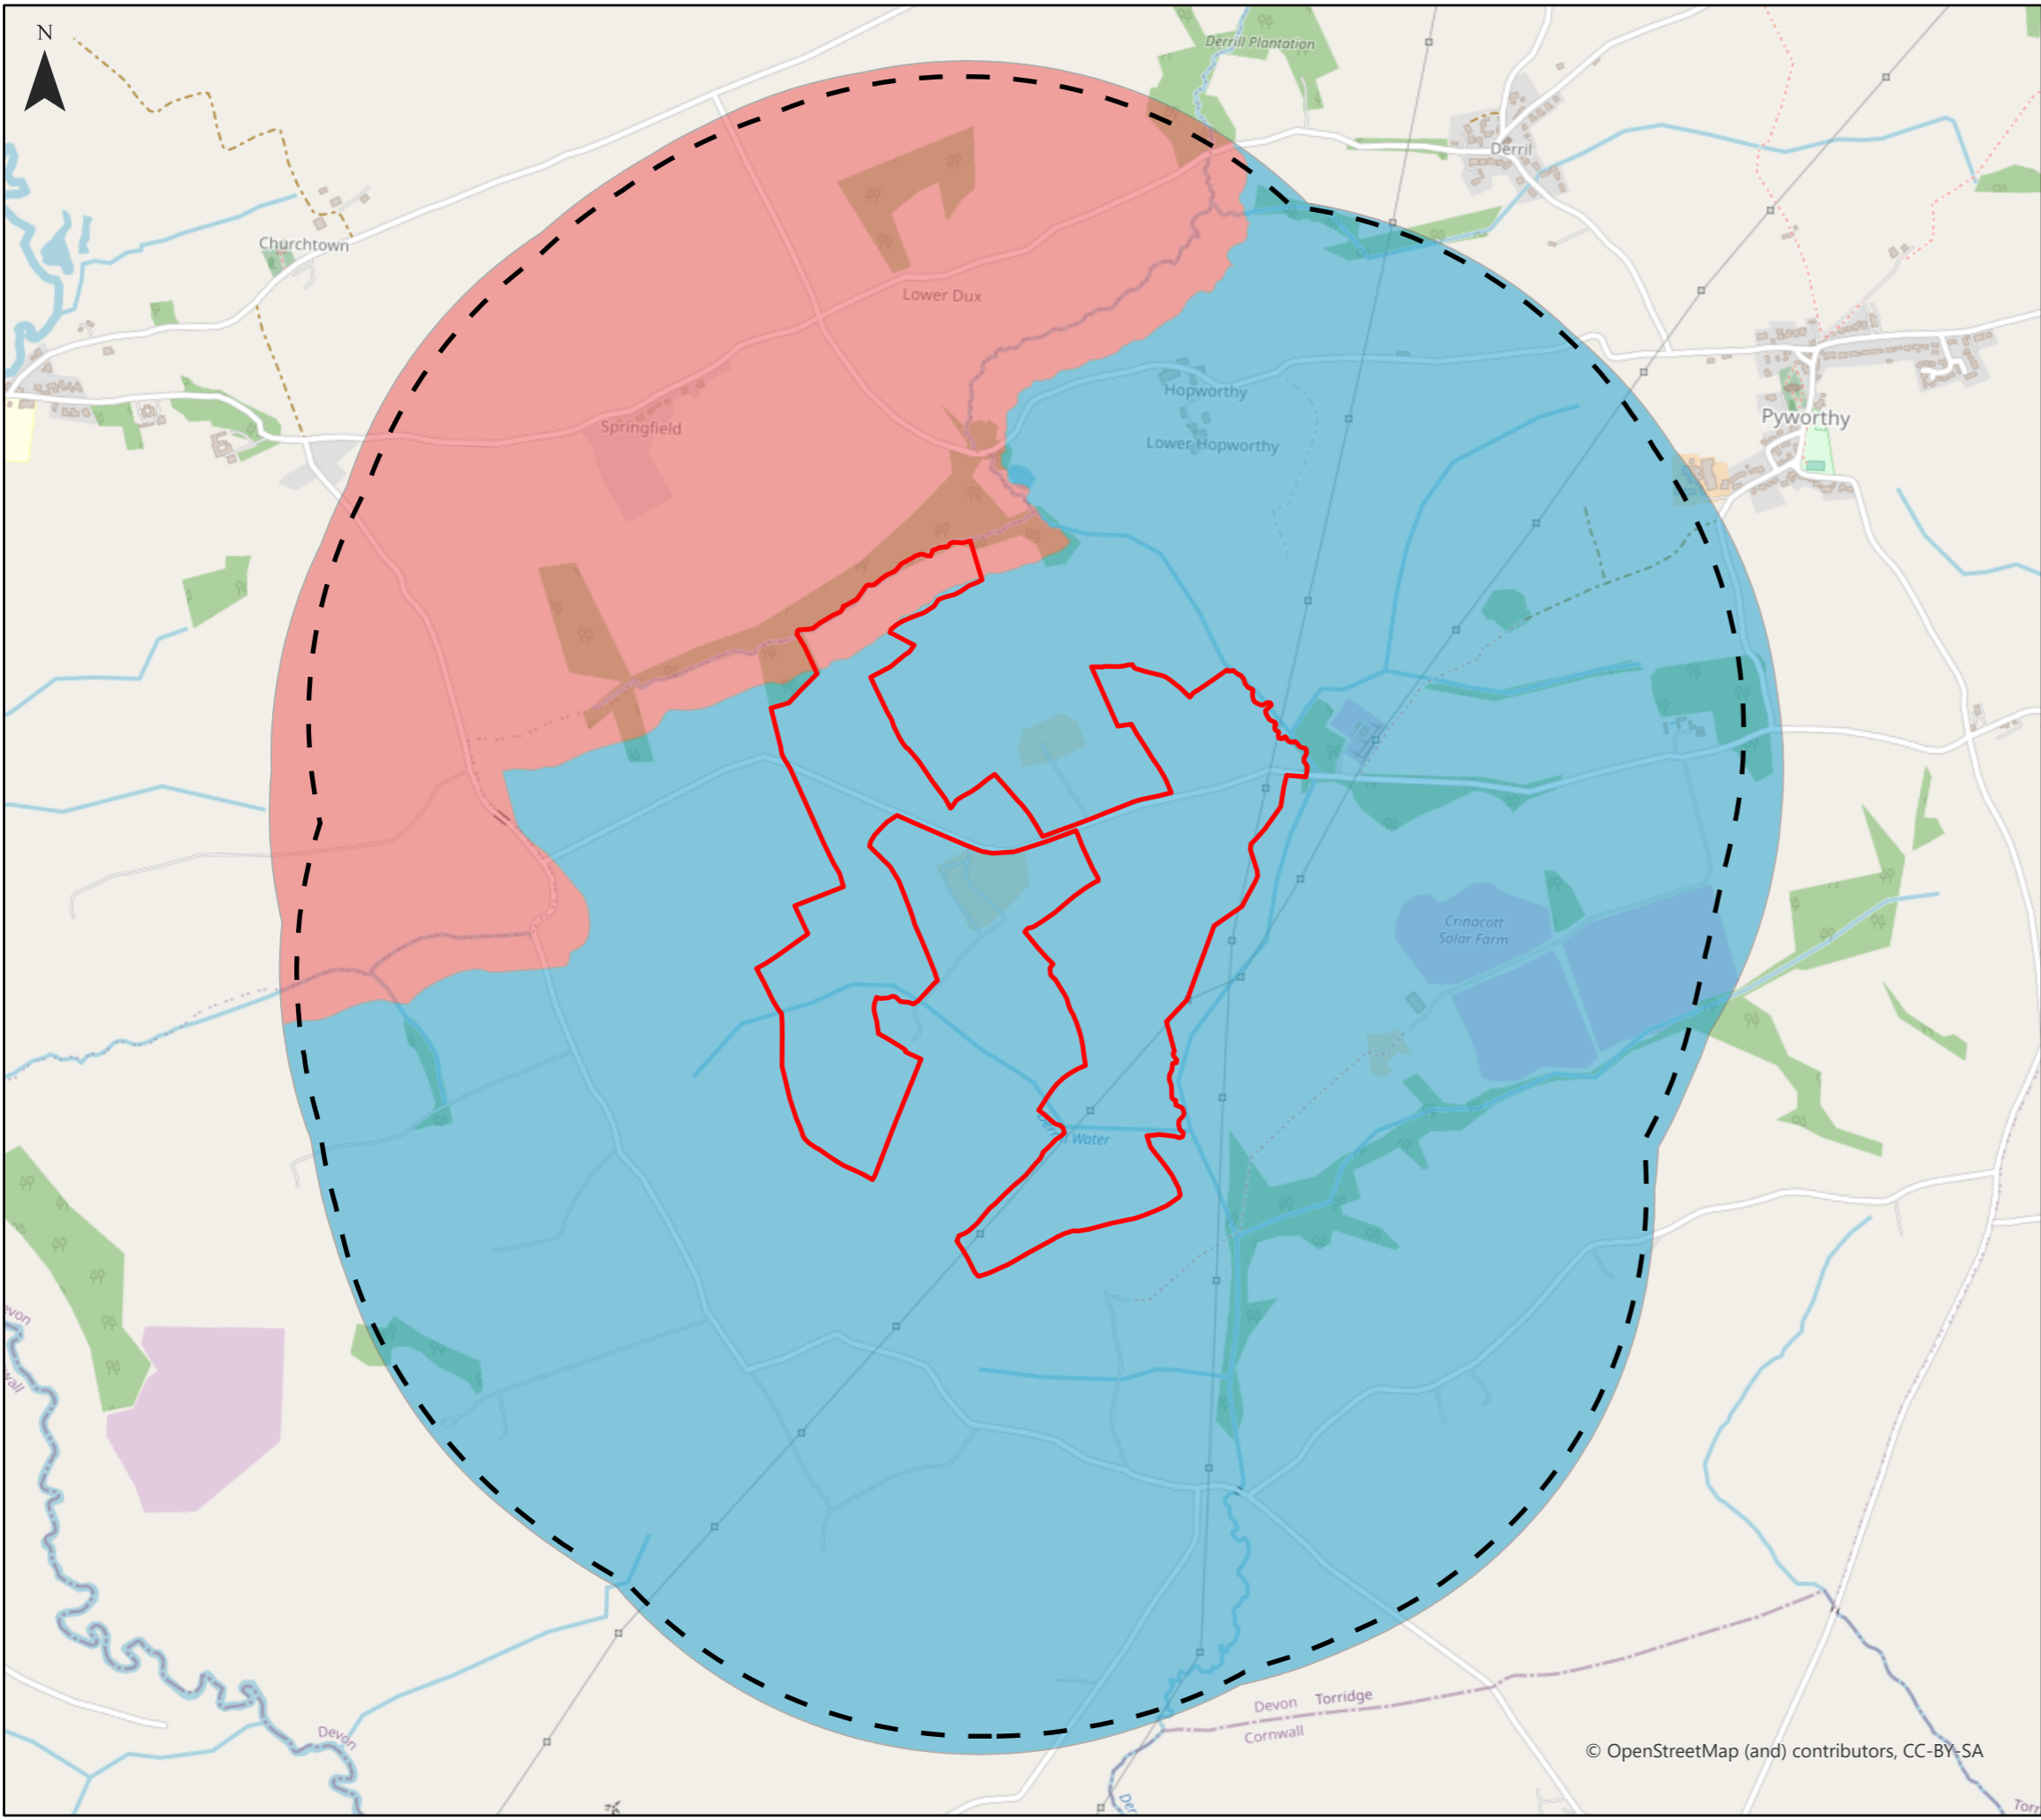 N
Derrill Plantation
Derril
Churchtown
Lower Dux
Hopworthy
Springfield
Pyworthy
Lower Hopworthy
Crinacott
Solar Farm
Water
Devon Torridge
Devon
Cornwall
© OpenStreetMap (and) contributors, CC-BY-SA